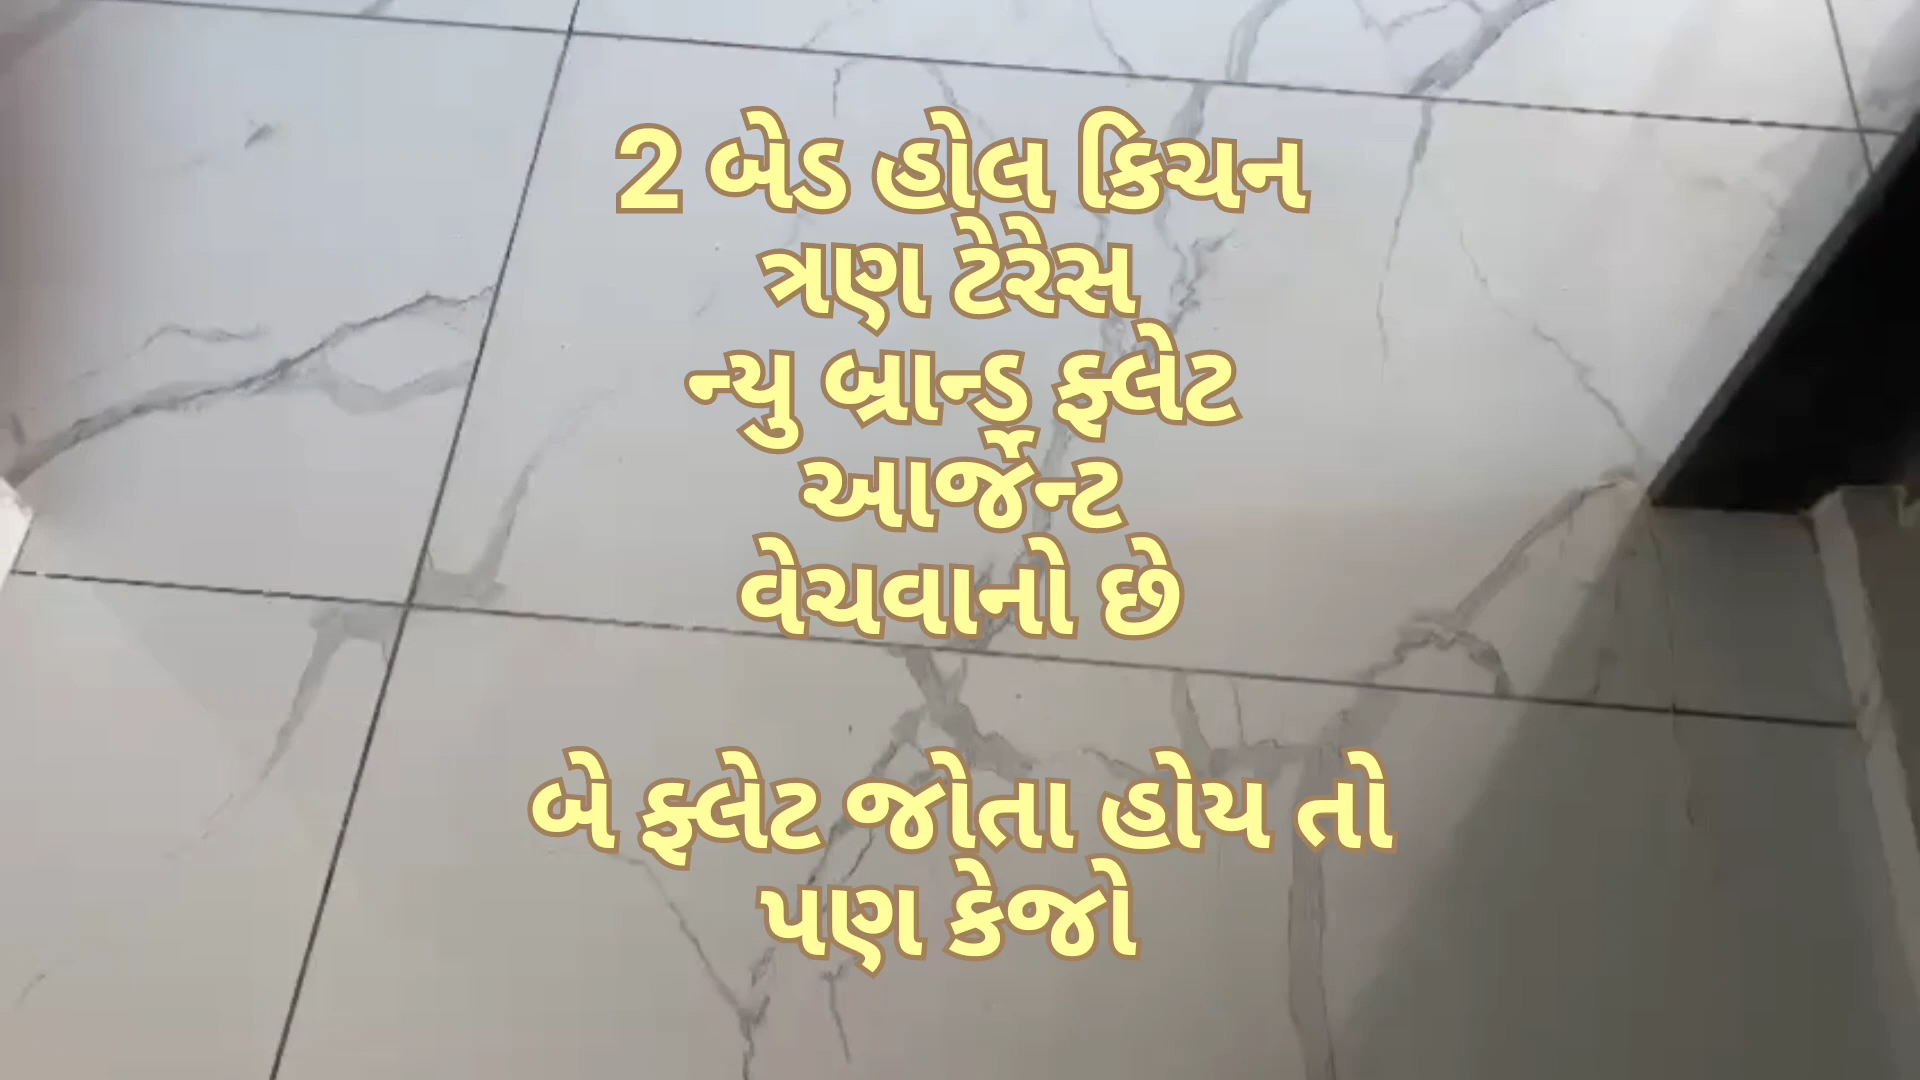 2 બેડ હોલ કિચન
ત્રણ ટેરેસ
ન્યુ બ્રાન્ડ ફ્લેટ
આર્જેન્ટ
વેચવાનો છે
બે ફ્લેટ જોતા હોય તો
પણ કેજો